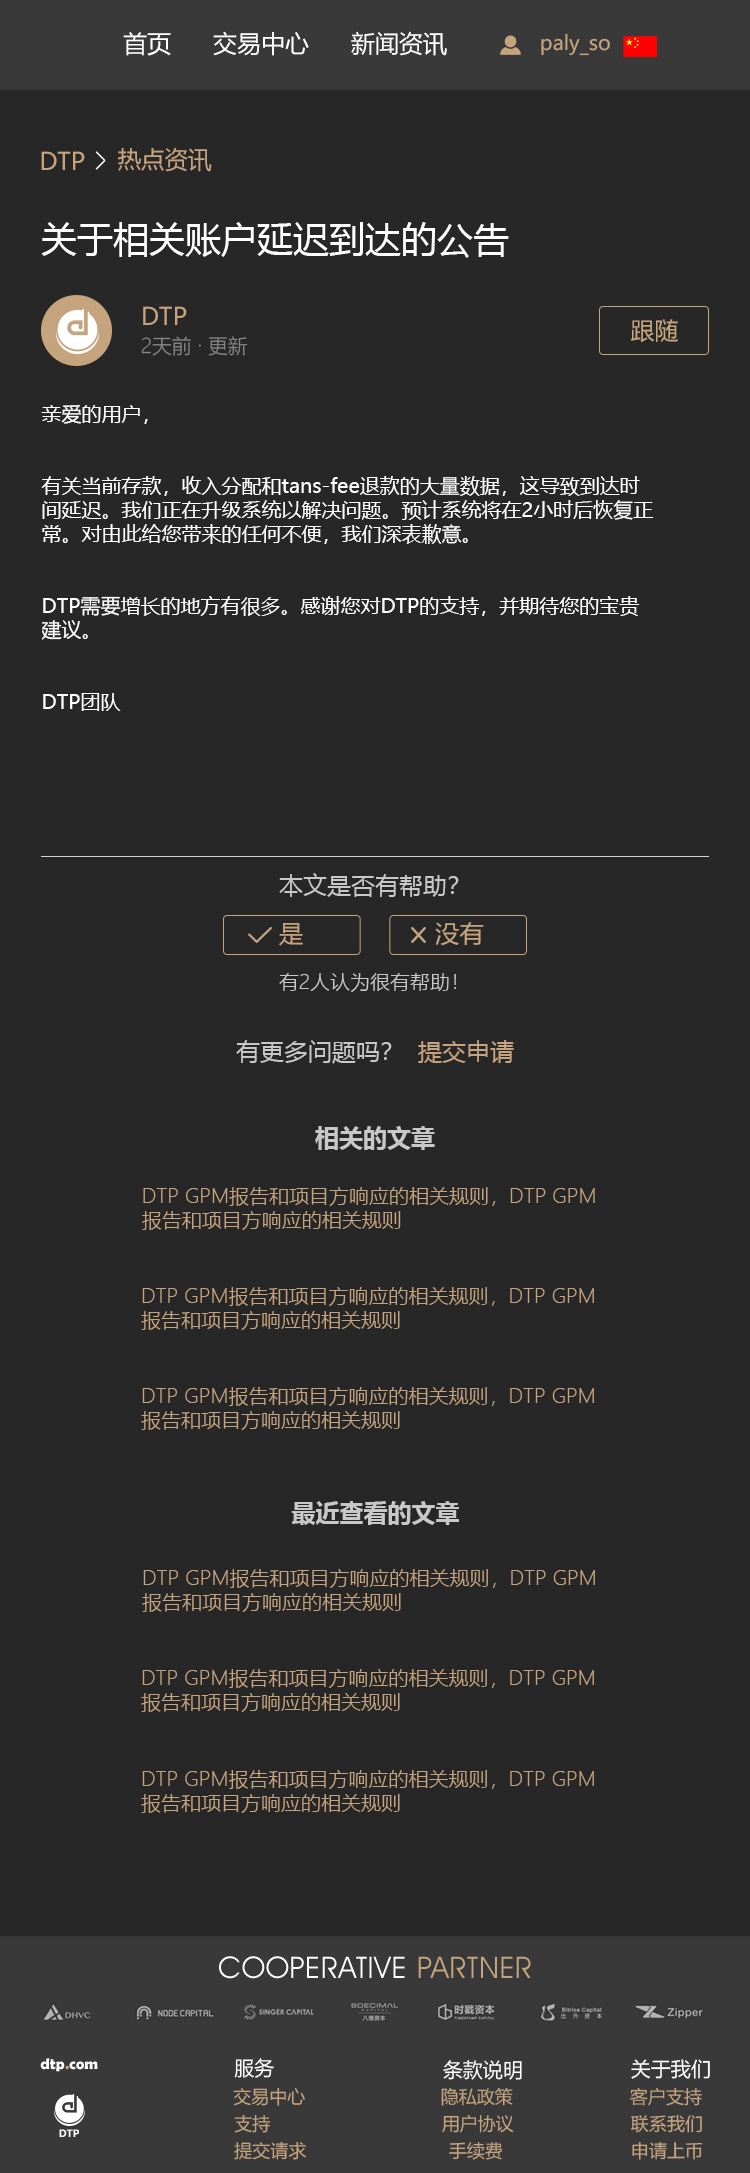 首页 交易中心 新闻资讯 paly_so
DTP > 热点资讯
关于相关账户延迟到达的公告
DTP
2天前 · 更新
跟随
亲爱的用户，
有关当前存款，收入分配和tans-fee退款的大量数据，这导致到达时
间延迟。我们正在升级系统以解决问题。预计系统将在2小时后恢复正
常。对由此给您带来的任何不便，我们深表歉意。
DTP需要增长的地方有很多。感谢您对DTP的支持，并期待您的宝贵
建议。
DTP团队
本文是否有帮助？
是 没有
有2人认为很有帮助！
有更多问题吗？ 提交申请
相关的文章
DTP GPM报告和项目方响应的相关规则，DTP GPM
报告和项目方响应的相关规则
DTP GPM报告和项目方响应的相关规则，DTP GPM
报告和项目方响应的相关规则
DTP GPM报告和项目方响应的相关规则，DTP GPM
报告和项目方响应的相关规则
最近查看的文章
DTP GPM报告和项目方响应的相关规则，DTP GPM
报告和项目方响应的相关规则
DTP GPM报告和项目方响应的相关规则，DTP GPM
报告和项目方响应的相关规则
DTP GPM报告和项目方响应的相关规则，DTP GPM
报告和项目方响应的相关规则
COOPERATIVE PARTNER
DHVC NODE CAPITAL SINGER CAPITAL 8DECIMAL CAPITAL 八维资本 时戳资本 TIMESTAMP CAPITAL Bitrise Capital 比升资本 Zipper
dtp.com 服务 条款说明 关于我们
交易中心 隐私政策 客户支持
DTP 支持 用户协议 联系我们
提交请求 手续费 申请上币